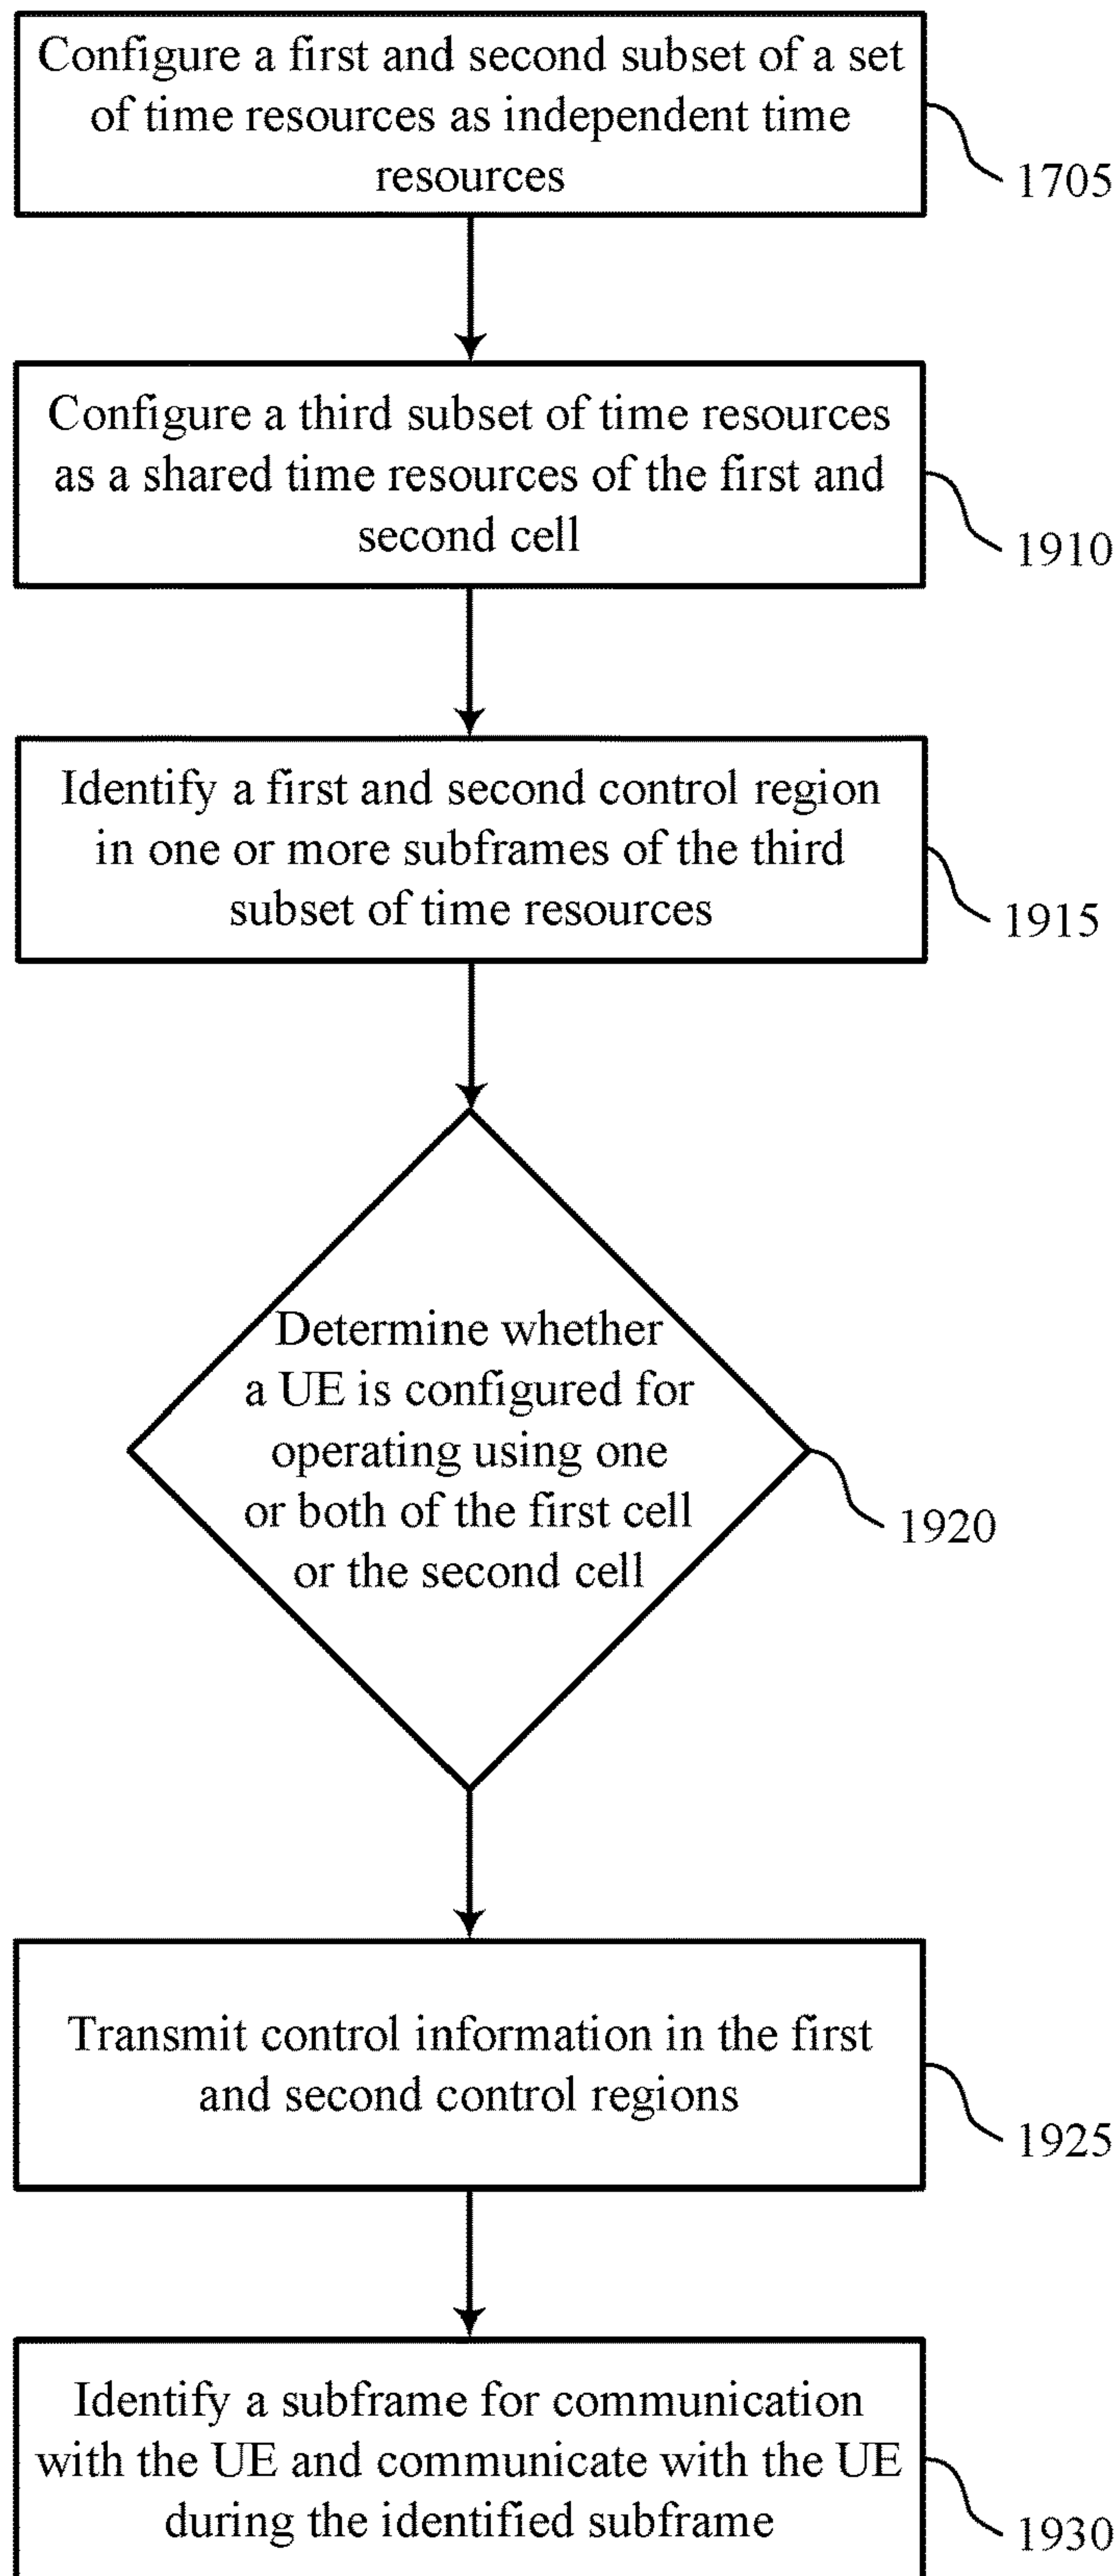 Configure a first and second subset of a set
of time resources as independent time
resources
1705
Configure a third subset of time resources
as a shared time resources of the first and
second cell
1910
Identify a first and second control region
in one or more subframes of the third
subset of time resources
1915
Determine whether
a UE is configured for
operating using one
or both of the first cell
or the second cell
1920
Transmit control information in the first
and second control regions
1925
Identify a subframe for communication
with the UE and communicate with the UE
during the identified subframe
1930